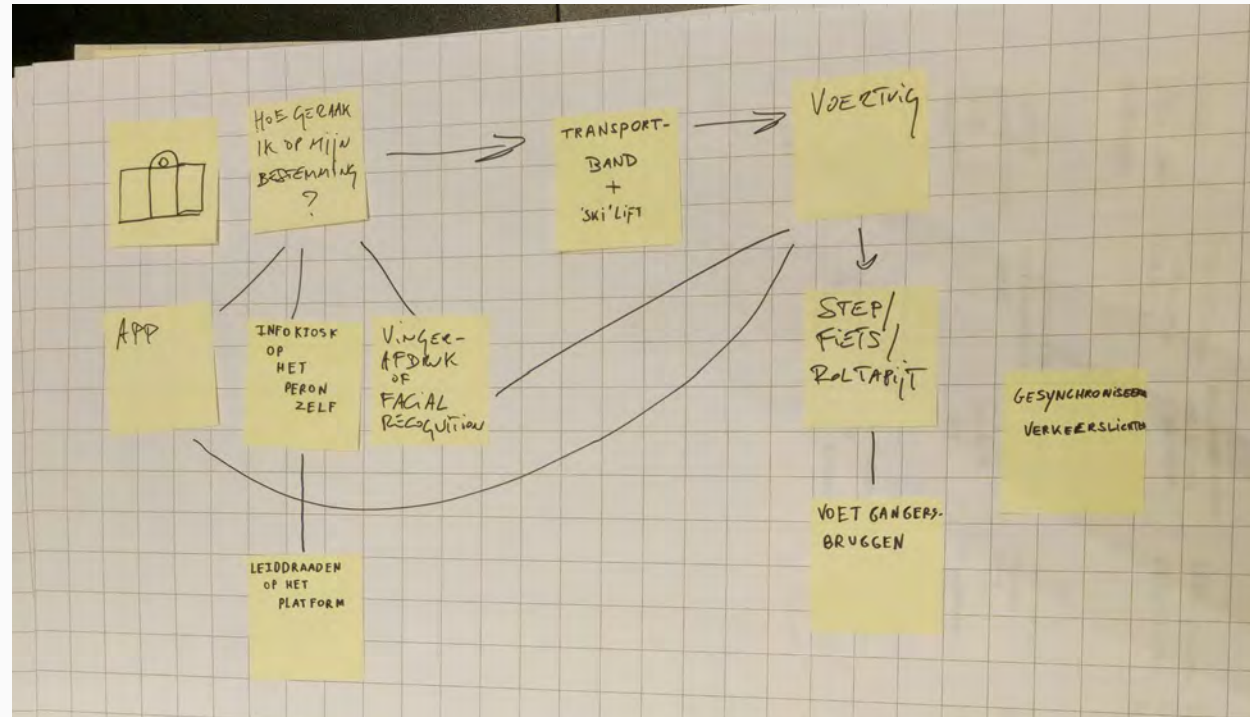 HOE GERAAK
IK OP MIJN
BESTEMMING
?
TRANSPORT-
BAND
+
'SKI' LIFT
VOERTUIG
APP
INFOKIOSK
OP
HET
PERON
ZELF
VINGER-
AFDRUK
OF
FACIAL
RECOGNITION
STEP/
FIETS/
ROLTAPIJT
GESYNCHRONISEERDE
VERKEERSLICHTEN
LEIDDRAADEN
OP HET
PLATFORM
VOETGANGERS-
BRUGGEN